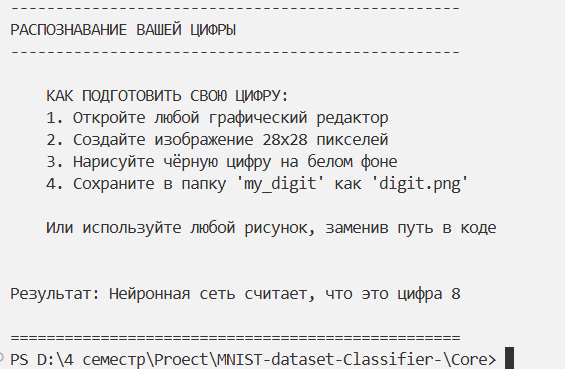 --------------------------------------------------
РАСПОЗНАВАНИЕ ВАШЕЙ ЦИФРЫ
--------------------------------------------------
КАК ПОДГОТОВИТЬ СВОЮ ЦИФРУ:
1. Откройте любой графический редактор
2. Создайте изображение 28x28 пикселей
3. Нарисуйте чёрную цифру на белом фоне
4. Сохраните в папку 'my_digit' как 'digit.png'
Или используйте любой рисунок, заменив путь в коде
Результат: Нейронная сеть считает, что это цифра 8
==================================================
PS D:\4 семестр\Proect\MNIST-dataset-Classifier-\Core>